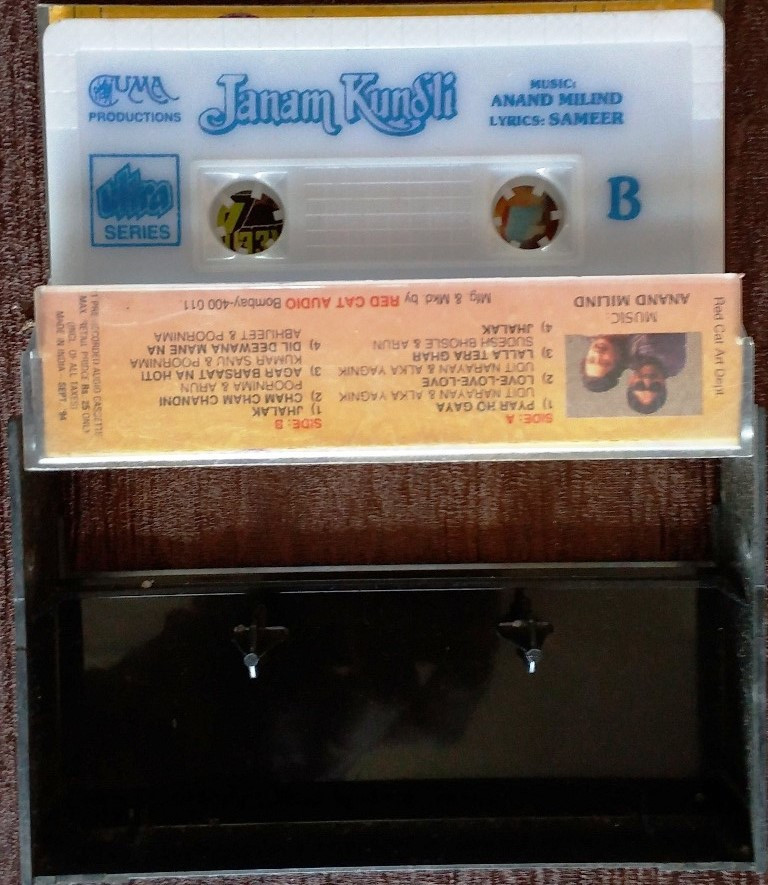 UMA
PRODUCTIONS
Janam Kundli
MUSIC:
ANAND MILIND
LYRICS: SAMEER
ultra
SERIES
B
Red Cat Art Dept
MUSIC:
ANAND MILIND
SIDE: A
1) PYAR HO GAYA
UDIT NARAYAN & ALKA YAGNIK
2) LOVE-LOVE-LOVE
UDIT NARAYAN & ALKA YAGNIK
3) LALLA TERA GHAR
SUDESH BHOSLE & ARUN
4) JHALAK
SIDE: B
1) JHALAK
2) CHAM CHAM CHANDNI
POORNIMA & ARUN
3) AGAR BARSAAT NA HOTI
KUMAR SANU & POORNIMA
4) DIL DEEWANA MANE NA
ABHIJEET & POORNIMA
Mfg. & Mkd. by RED CAT AUDIO Bombay-400 011.
1 PRE-RECORDED AUDIO CASSETTE
MAX. RETAIL PRICE Rs. 25 ONLY
(INCL. OF ALL TAXES)
MADE IN INDIA SEPT. '94